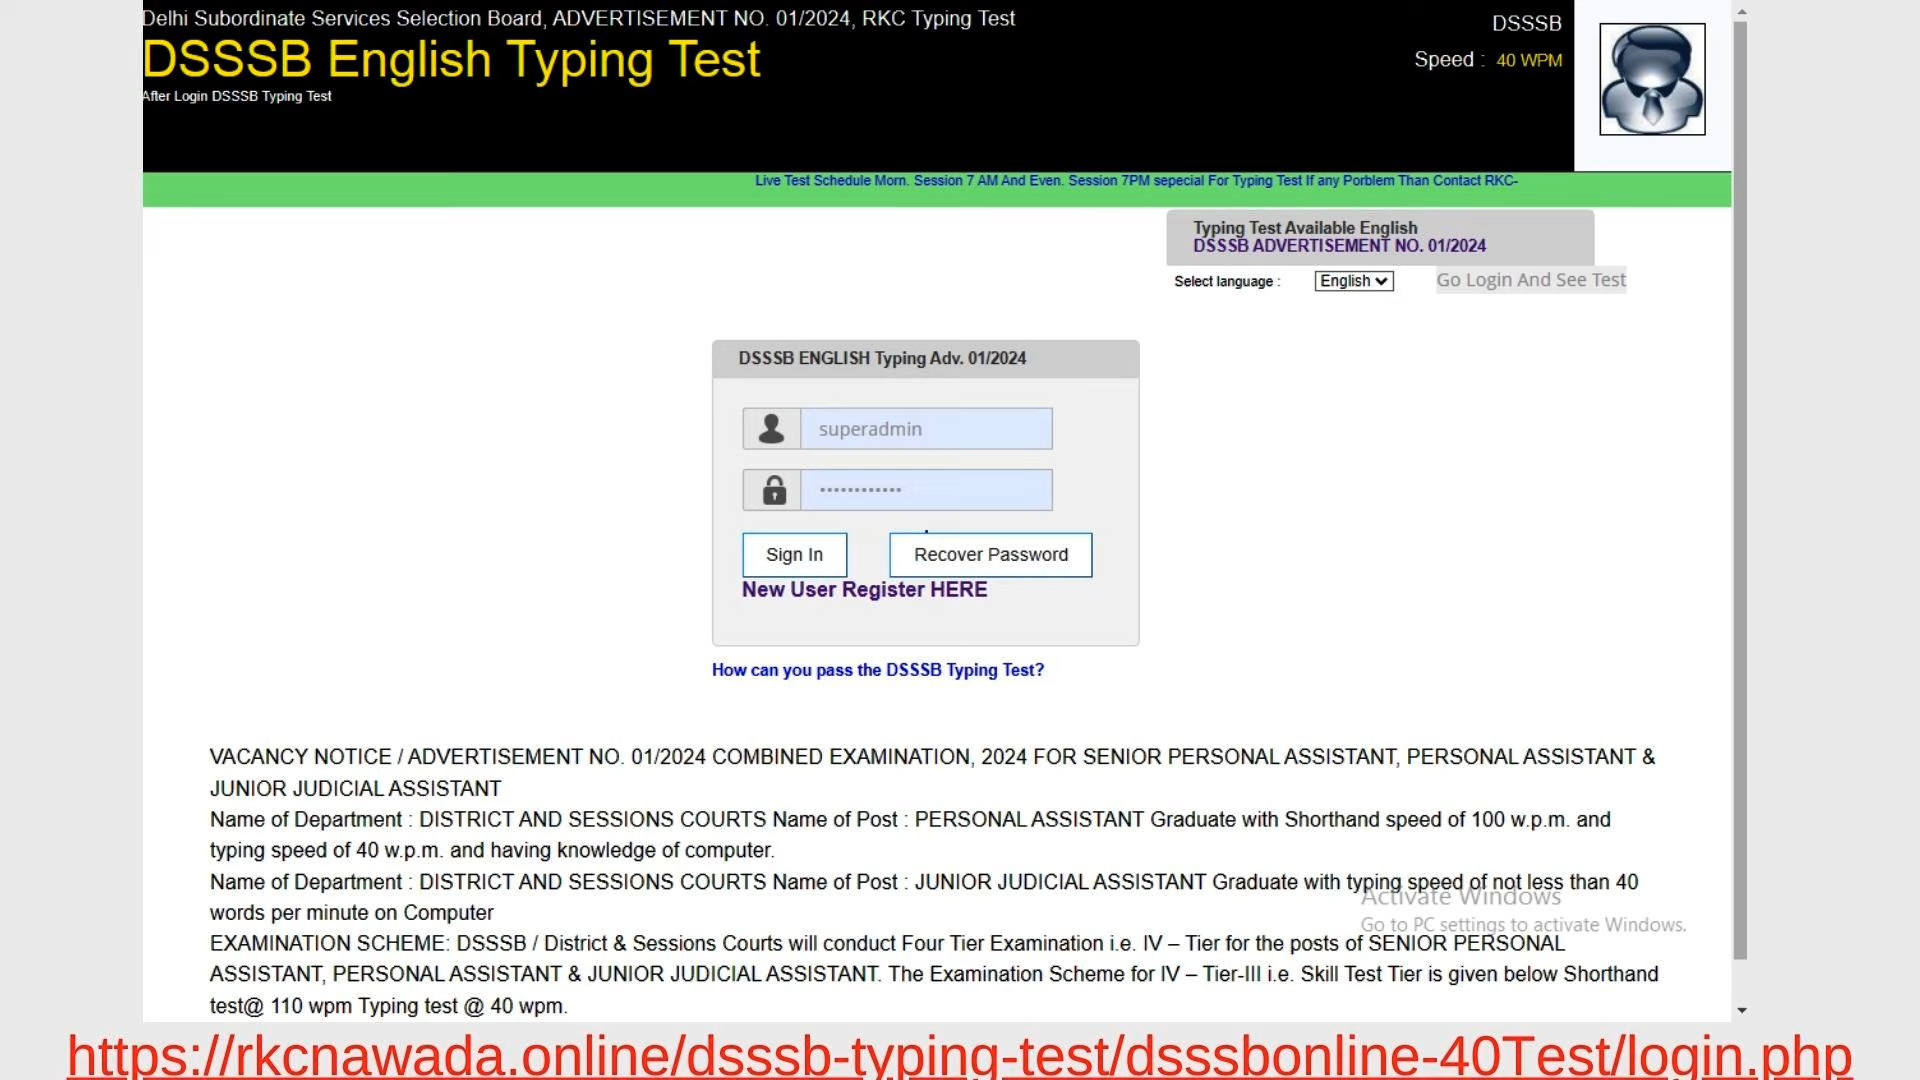 Delhi Subordinate Services Selection Board, ADVERTISEMENT NO. 01/2024, RKC Typing Test
DSSSB English Typing Test
After Login DSSSB Typing Test
DSSSB
Speed : 40 WPM
Live Test Schedule Morn. Session 7 AM And Even. Session 7PM sepecial For Typing Test If any Porblem Than Contact RKC-
Typing Test Available English
DSSSB ADVERTISEMENT NO. 01/2024
Select language : English Go Login And See Test
DSSSB ENGLISH Typing Adv. 01/2024
superadmin
••••••••••••
Sign In Recover Password
New User Register HERE
How can you pass the DSSSB Typing Test?
VACANCY NOTICE / ADVERTISEMENT NO. 01/2024 COMBINED EXAMINATION, 2024 FOR SENIOR PERSONAL ASSISTANT, PERSONAL ASSISTANT &
JUNIOR JUDICIAL ASSISTANT
Name of Department : DISTRICT AND SESSIONS COURTS Name of Post : PERSONAL ASSISTANT Graduate with Shorthand speed of 100 w.p.m. and
typing speed of 40 w.p.m. and having knowledge of computer.
Name of Department : DISTRICT AND SESSIONS COURTS Name of Post : JUNIOR JUDICIAL ASSISTANT Graduate with typing speed of not less than 40
words per minute on Computer
Activate Windows
Go to PC settings to activate Windows.
EXAMINATION SCHEME: DSSSB / District & Sessions Courts will conduct Four Tier Examination i.e. IV – Tier for the posts of SENIOR PERSONAL
ASSISTANT, PERSONAL ASSISTANT & JUNIOR JUDICIAL ASSISTANT. The Examination Scheme for IV – Tier-III i.e. Skill Test Tier is given below Shorthand
test@ 110 wpm Typing test @ 40 wpm.
https://rkcnawada.online/dsssb-typing-test/dsssbonline-40Test/login.php